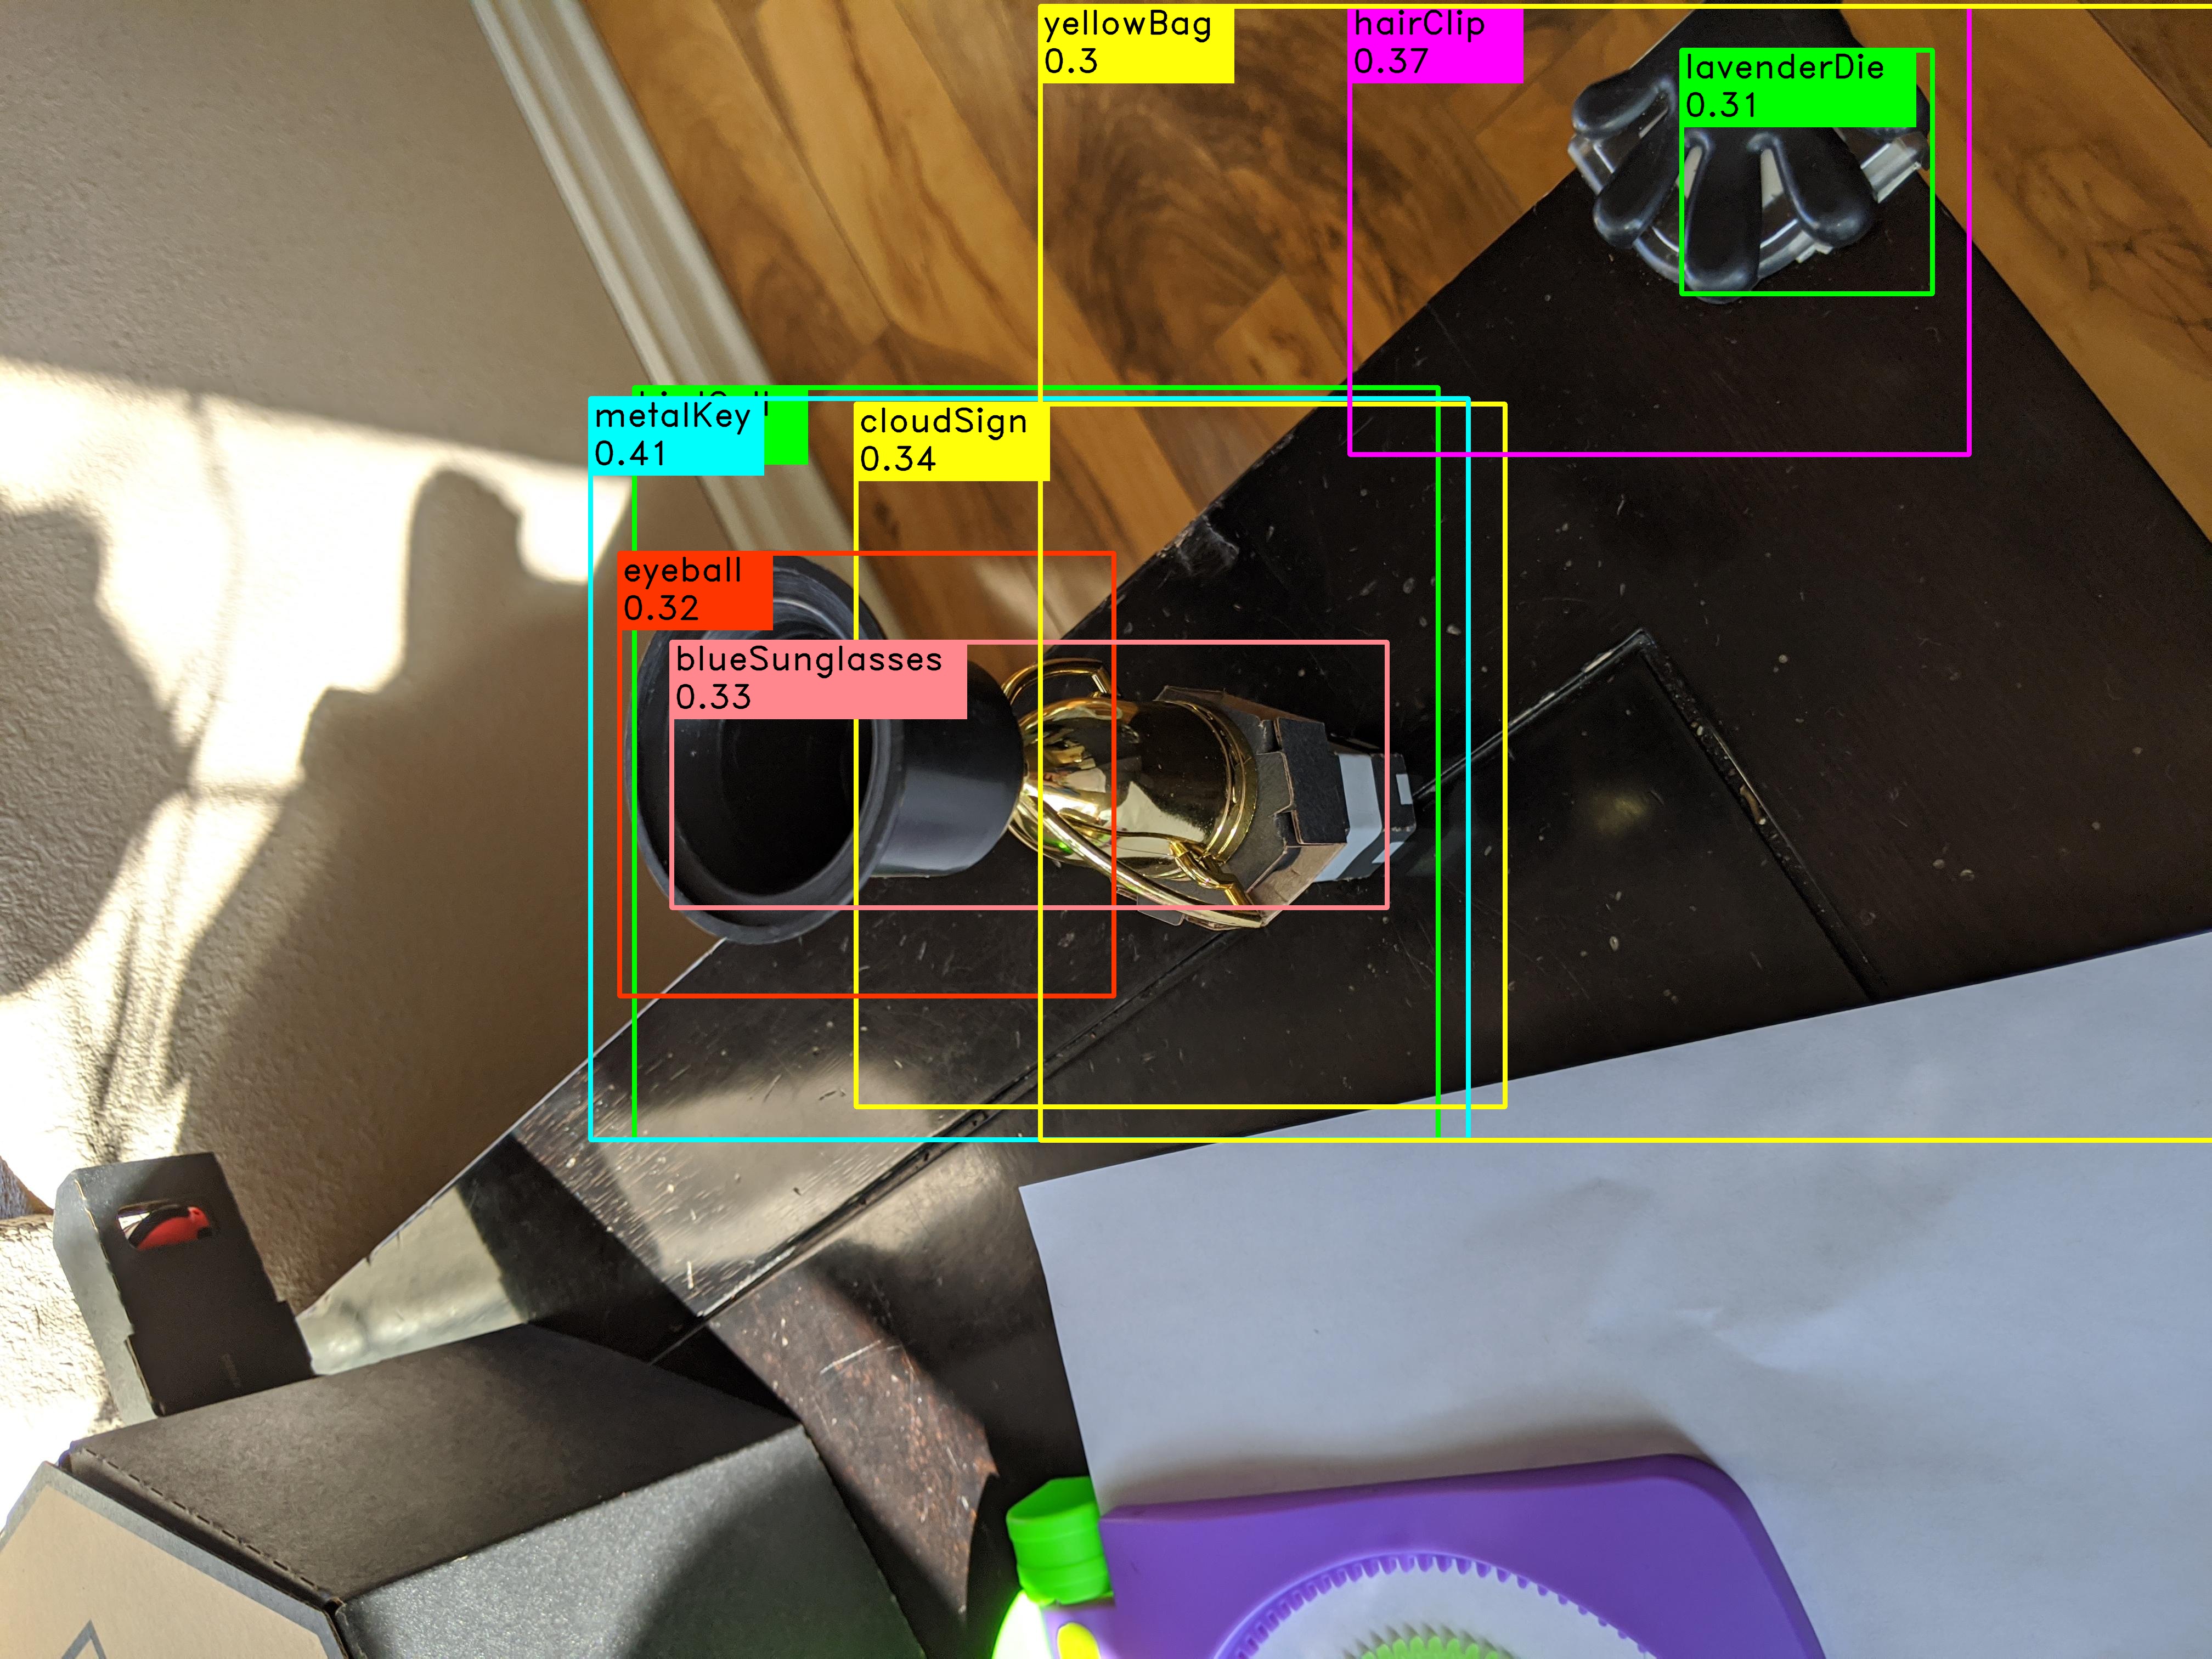 yellowBag
0.3
hairClip
0.37
lavenderDie
0.31
metalKey
0.41
cloudSign
0.34
eyeball
0.32
blueSunglasses
0.33